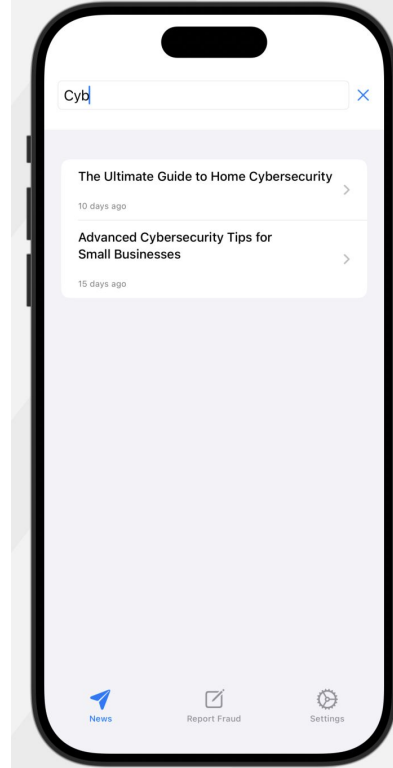 Cyb
The Ultimate Guide to Home Cybersecurity
10 days ago
Advanced Cybersecurity Tips for
Small Businesses
15 days ago
News
Report Fraud
Settings